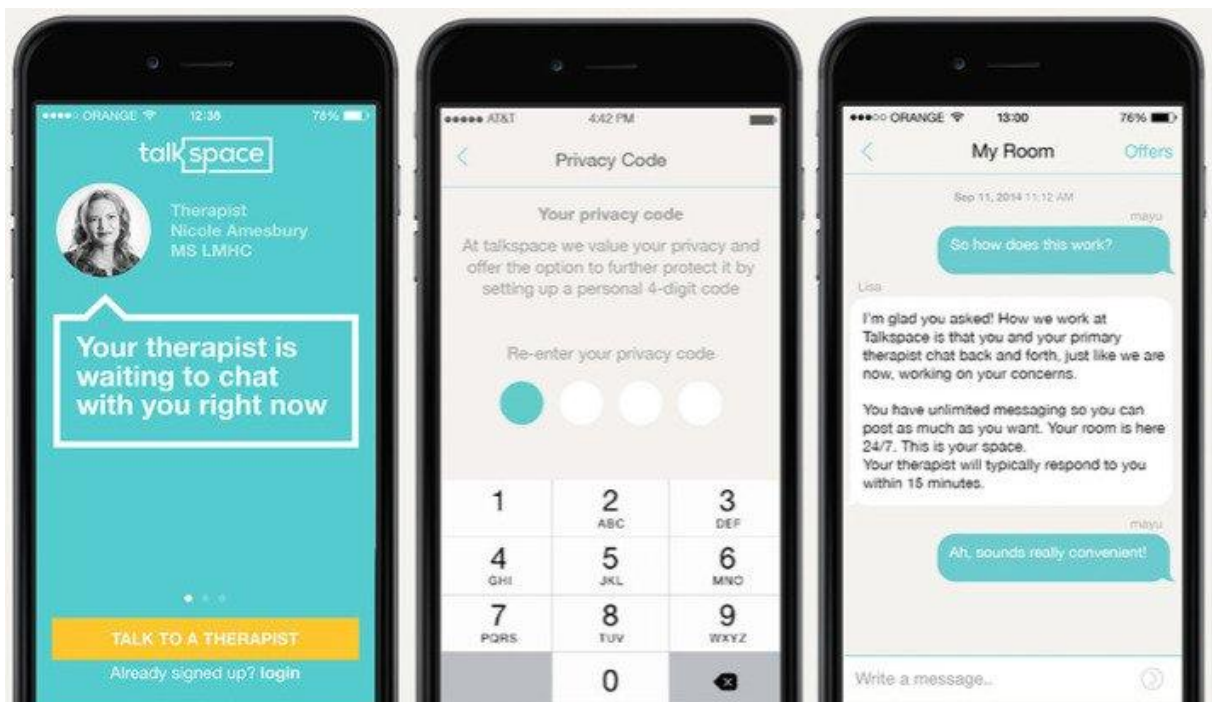 ORANGE 12:36 76%
talkspace
Therapist
Nicole Amesbury
MS LMHC
Your therapist is
waiting to chat
with you right now
TALK TO A THERAPIST
Already signed up? login
AT&T 4:42 PM
Privacy Code
Your privacy code
At talkspace we value your privacy and
offer the option to further protect it by
setting up a personal 4-
digit code
Re-enter your privacy code
1 2 3
ABC DEF
4 5 6
GHI JKL MNO
7 8 9
PQRS TUV WXYZ
0
ORANGE 13:00 76%
My Room Offers
Sep 11, 2014 11:12 AM
mayu
So how does this work?
Lisa
I'm glad you asked! How we work at
Talkspace is that you and your primary
therapist chat back and forth, just like we are
now, working on your concerns.
You have unlimited messaging so you can
post as much as you want. Your room is here
24/7. This is your space.
Your therapist will typically respond to you
within 15 minutes.
mayu
Ah, sounds really convenient!
Write a message..